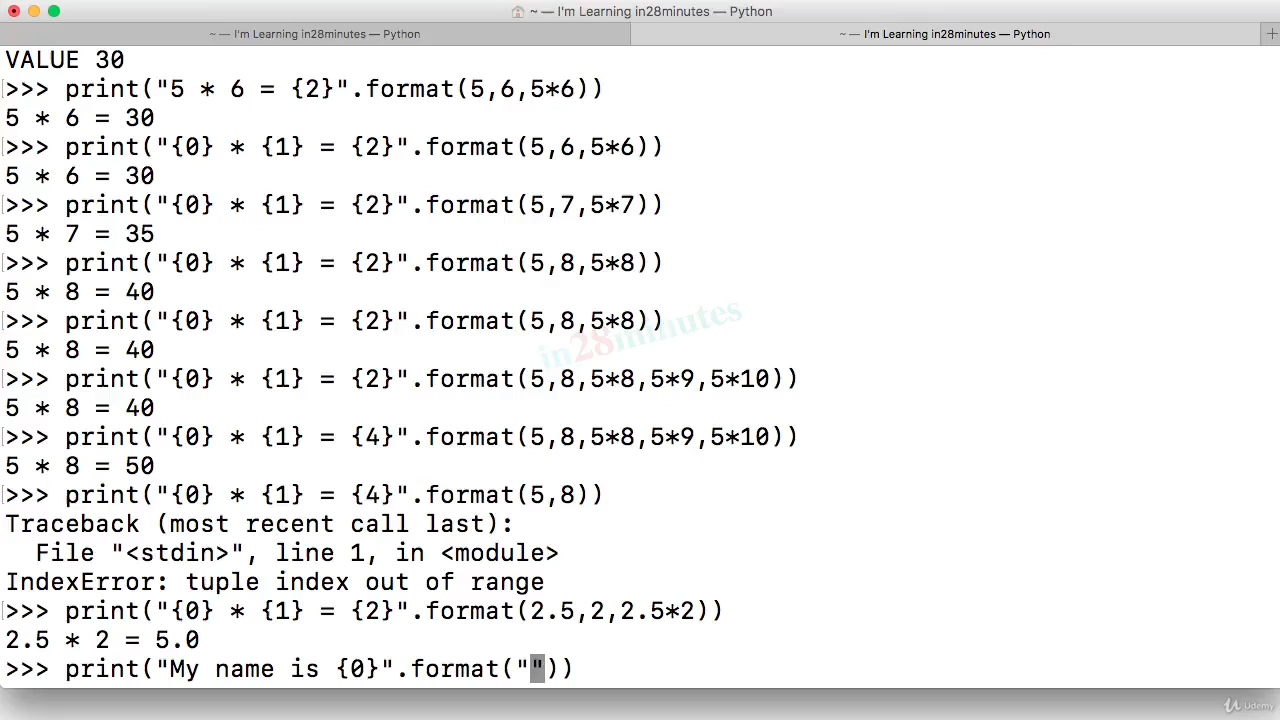 ~ — I'm Learning in28minutes — Python
~ — I'm Learning in28minutes — Python
~ — I'm Learning in28minutes — Python
VALUE 30
>>> print("5 * 6 = {2}".format(5,6,5*6))
5 * 6 = 30
>>> print("{0} * {1} = {2}".format(5,6,5*6))
5 * 6 = 30
>>> print("{0} * {1} = {2}".format(5,7,5*7))
5 * 7 = 35
>>> print("{0} * {1} = {2}".format(5,8,5*8))
5 * 8 = 40
>>> print("{0} * {1} = {2}".format(5,8,5*8))
5 * 8 = 40
>>> print("{0} * {1} = {2}".format(5,8,5*8,5*9,5*10))
5 * 8 = 40
>>> print("{0} * {1} = {4}".format(5,8,5*8,5*9,5*10))
5 * 8 = 50
>>> print("{0} * {1} = {4}".format(5,8))
Traceback (most recent call last):
  File "<stdin>", line 1, in <module>
IndexError: tuple index out of range
>>> print("{0} * {1} = {2}".format(2.5,2,2.5*2))
2.5 * 2 = 5.0
>>> print("My name is {0}".format(""))
in28minutes
Udemy